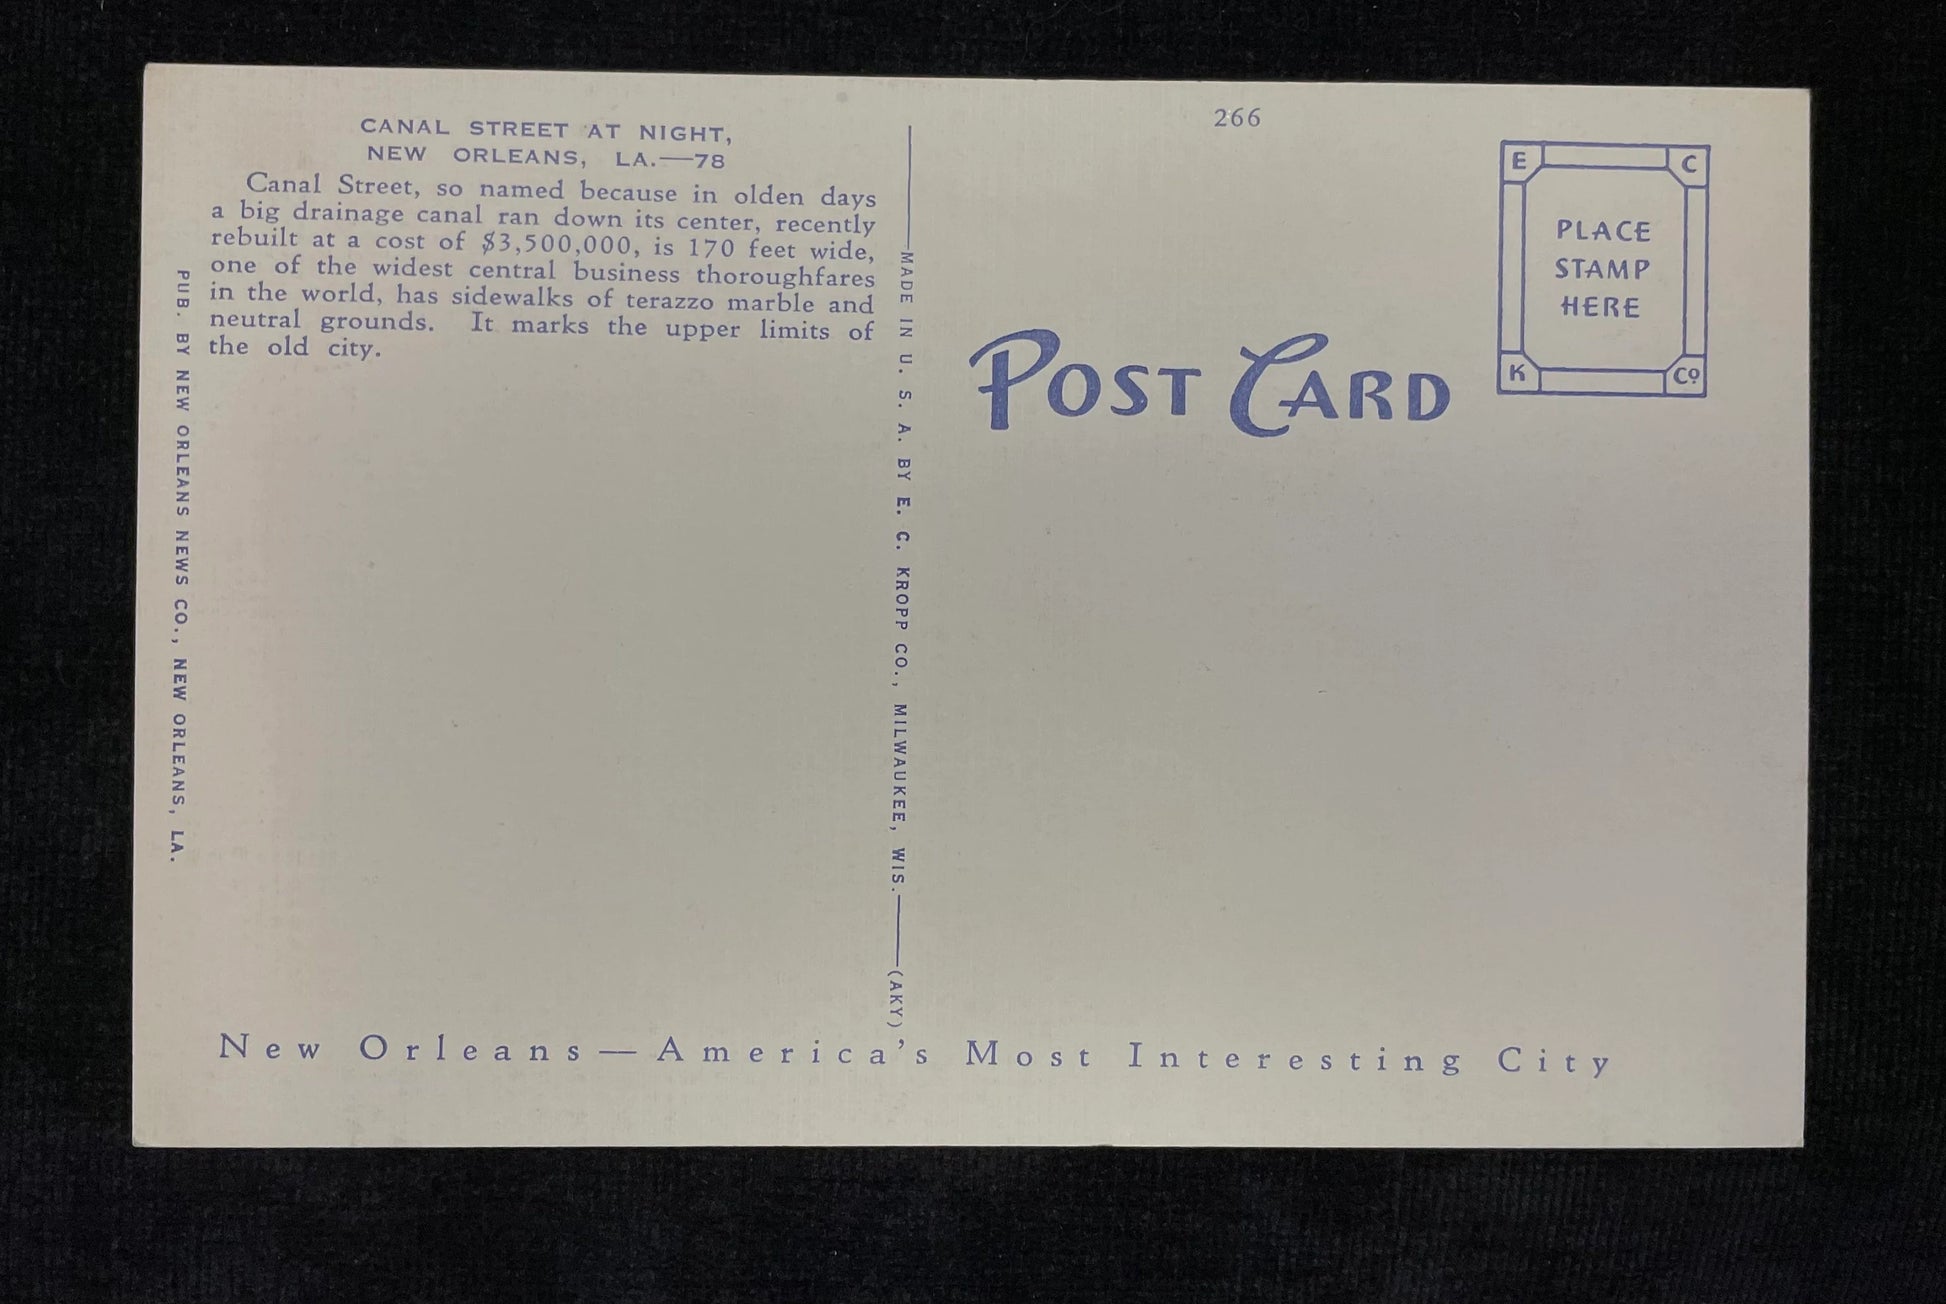 CANAL STREET AT NIGHT,
NEW ORLEANS, LA.—78
Canal Street, so named because in olden days
a big drainage canal ran down its center, recently
rebuilt at a cost of $3,500,000, is 170 feet wide,
one of the widest central business thoroughfares
in the world, has sidewalks of terazzo marble and
neutral grounds. It marks the upper limits of
the old city.
PUB. BY NEW ORLEANS NEWS CO., NEW ORLEANS, LA.
MADE IN U. S. A. BY E. C. KROPP CO., MILWAUKEE, WIS.—(AKY)
266
POST CARD
E C
PLACE
STAMP
HERE
K Co
New Orleans—America's Most Interesting City